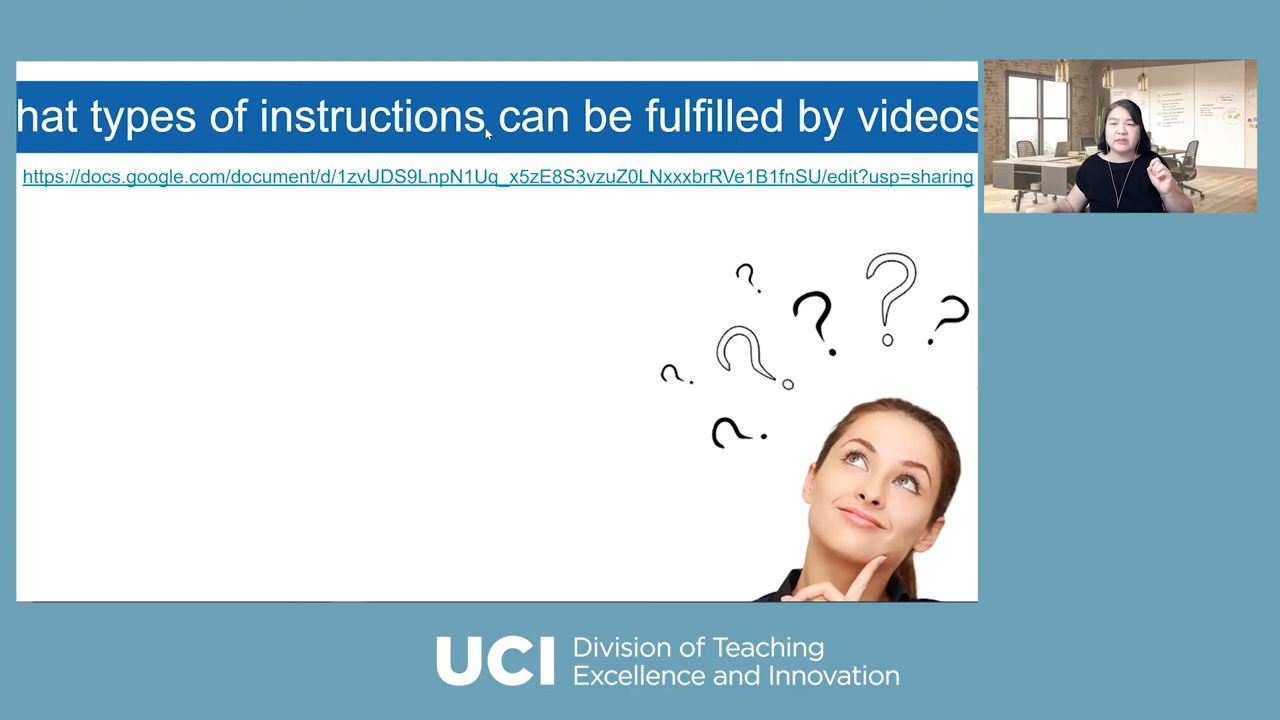 hat types of instructions can be fulfilled by videos
https://docs.google.com/document/d/1zvUDS9LnpN1Uq_x5zE8S3vzuZ0LNxxxbrRVe1B1fnSU/edit?usp=sharing
? ? ? ? ? ? ?
UCI Division of Teaching
Excellence and Innovation